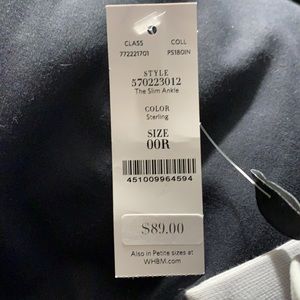 CLASS COLL
772221701 PS180IN
STYLE
570223012
The Slim Ankle
COLOR
Sterling
SIZE
00R
451009964594
$89.00
Also in Petite sizes at
WHBM.com